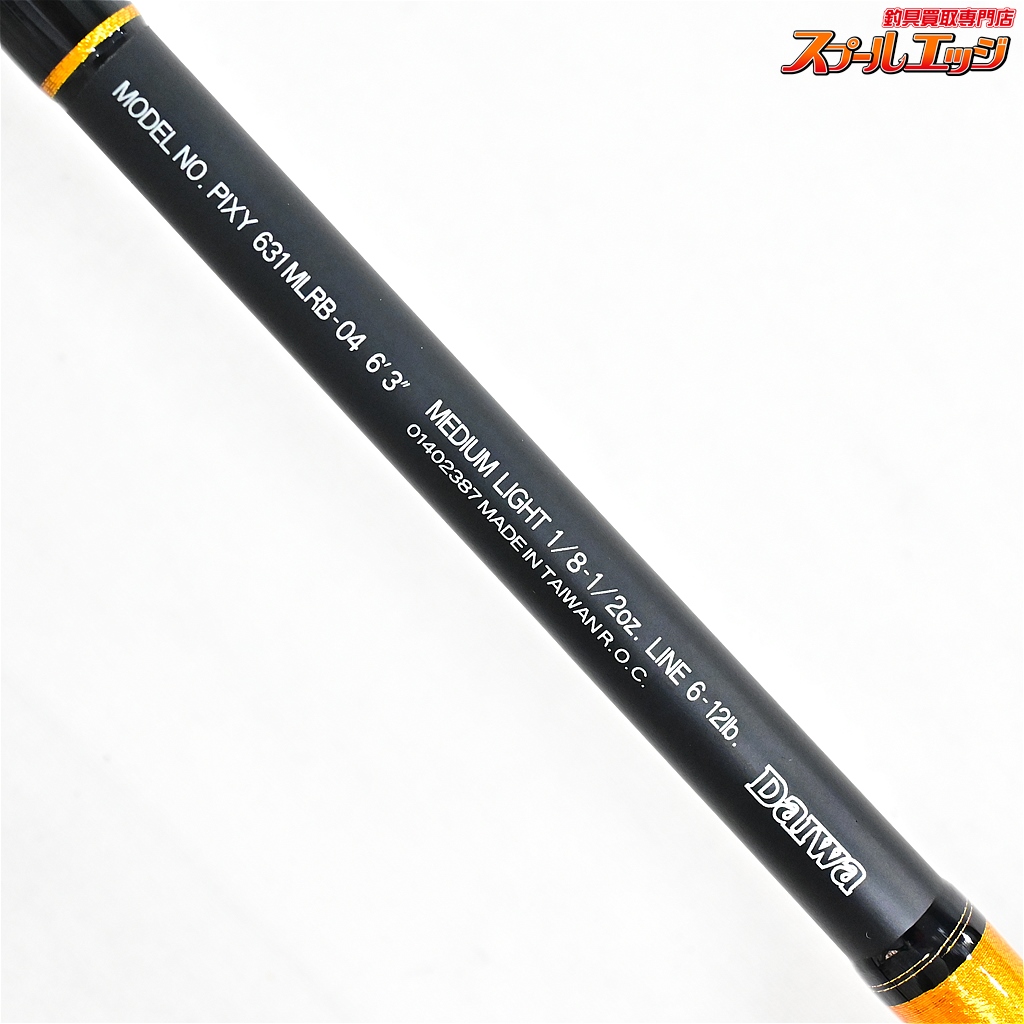 釣具買取専門店
スプールエッジ
MODEL NO. PIXY 631MLRB-04 6'3" MEDIUM LIGHT 1/8-1/2oz. LINE 6-12lb.
01402387 MADE IN TAIWAN R.O.C.
Daiwa